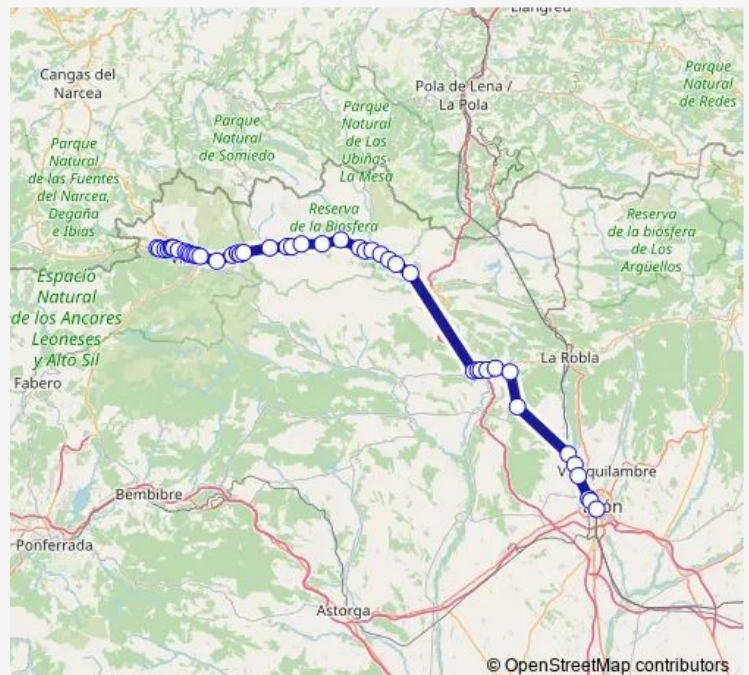 Cangas del
Narcea
Pola de Lena /
La Pola
Parque
Natural
de Redes
Parque
Natural
de Somiedo
Parque
Natural
de Las
Ubiñas-
La Mesa
Parque
Natural
de las Fuentes
del Narcea,
Degaña
e Ibias
Reserva
de la Biosfera
Reserva
de la biosfera
de Los
Argüellos
Espacio
Natural
de los Ancares
Leoneses
y Alto Sil
La Robla
Fabero
Bembibre
Ponferrada
Astorga
© OpenStreetMap contributors